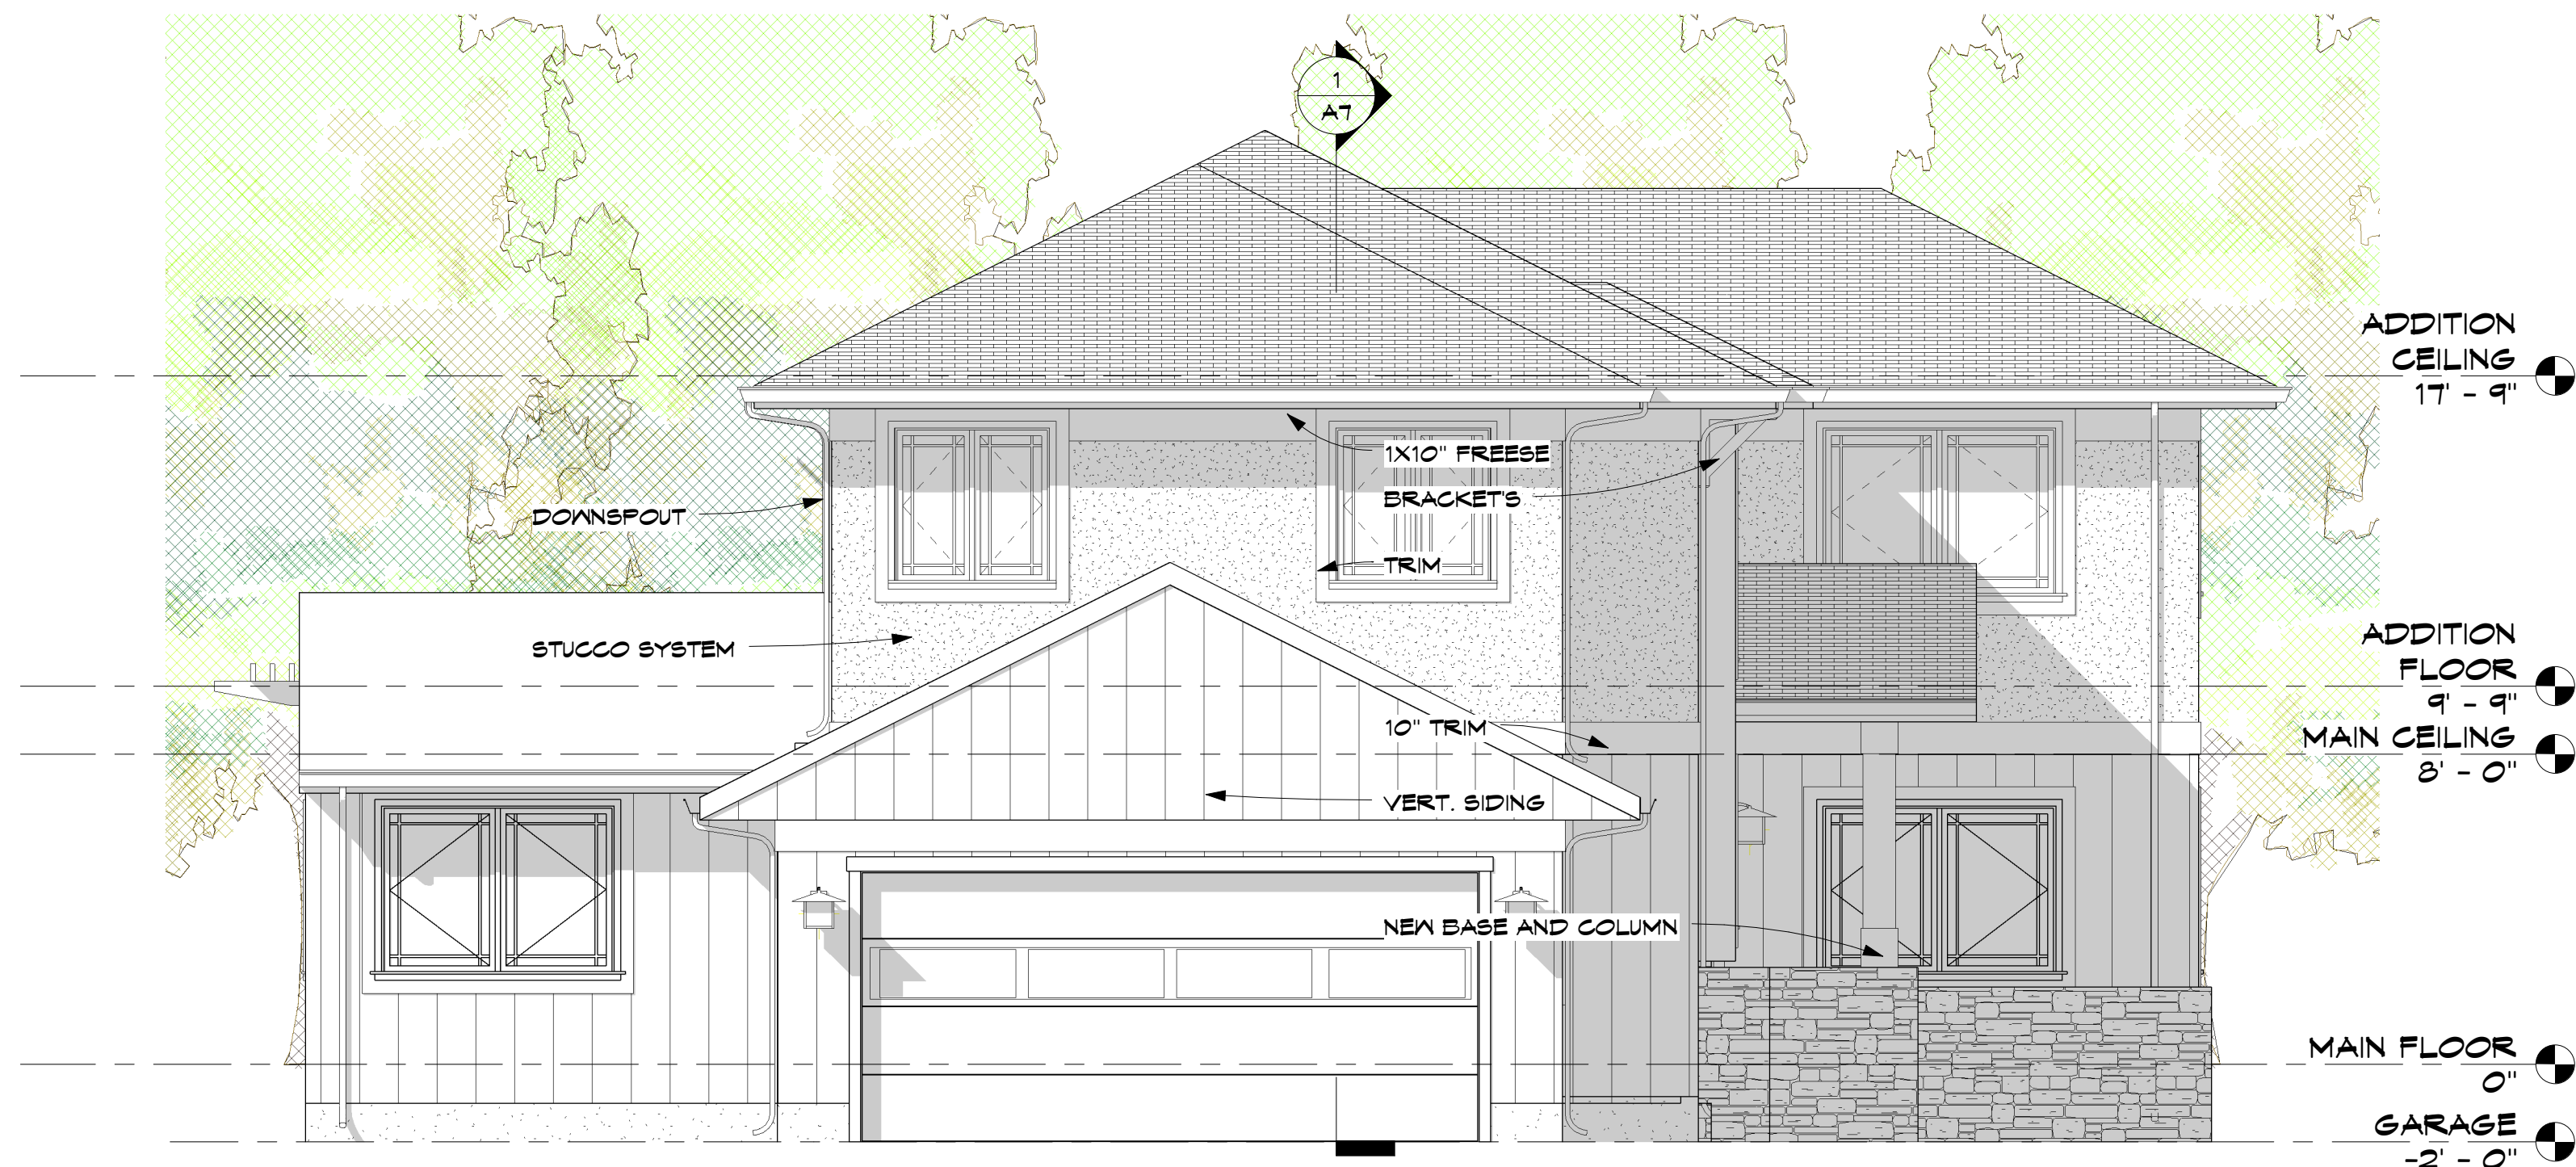 1
A7
ADDITION
CEILING
17' - 9"
1X10" FREESE
BRACKET'S
DOWNSPOUT
TRIM
STUCCO SYSTEM
ADDITION
FLOOR
9' - 9"
10" TRIM
MAIN CEILING
8' - 0"
VERT. SIDING
NEW BASE AND COLUMN
MAIN FLOOR
0"
GARAGE
-2' - 0"